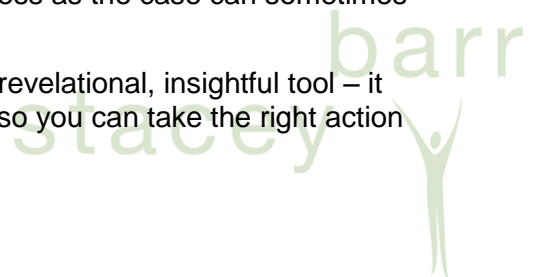 ess as the case can sometimes
barr
revelational, insightful tool – it
so you can take the right action
stacey